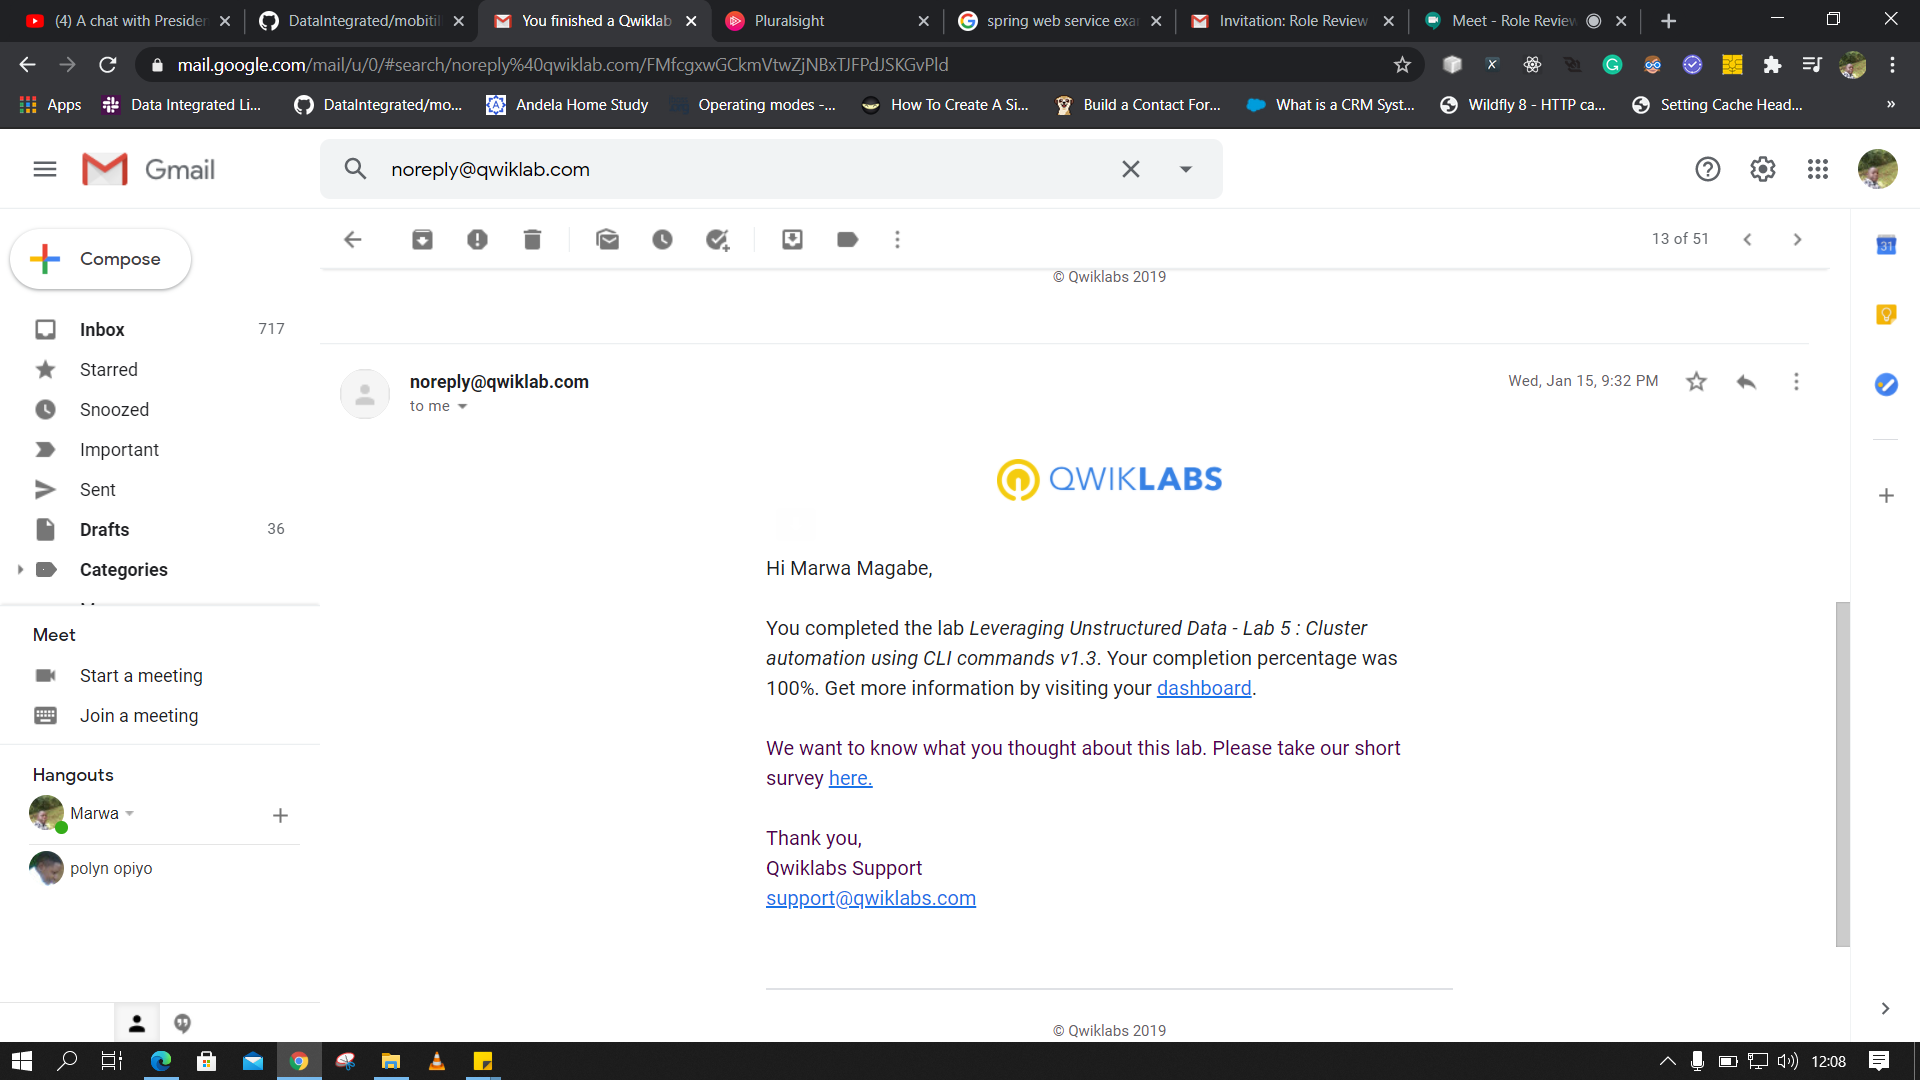 (4) A chat with Presiden
DataIntegrated/mobitil
You finished a Qwiklab
Pluralsight
spring web service exa
Invitation: Role Review
Meet - Role Review
mail.google.com/mail/u/0/#search/noreply%40qwiklab.com/FMfcgxwGCkmVtwZjNBxTJFPdJSKGvPld
Apps
Data Integrated Li...
DataIntegrated/mo...
Andela Home Study
Operating modes -...
How To Create A Si...
Build a Contact For...
What is a CRM Syst...
Wildfly 8 - HTTP ca...
Setting Cache Head...
»
Gmail
noreply@qwiklab.com
Compose
13 of 51
© Qwiklabs 2019
Inbox 717
Starred
Snoozed
Important
Sent
Drafts 36
Categories
Meet
Start a meeting
Join a meeting
Hangouts
Marwa
polyn opiyo
noreply@qwiklab.com
Wed, Jan 15, 9:32 PM
to me
QWIKLABS
Hi Marwa Magabe,
You completed the lab Leveraging Unstructured Data - Lab 5 : Cluster
automation using CLI commands v1.3. Your completion percentage was
100%. Get more information by visiting your dashboard.
We want to know what you thought about this lab. Please take our short
survey here.
Thank you,
Qwiklabs Support
support@qwiklabs.com
© Qwiklabs 2019
31
12:08